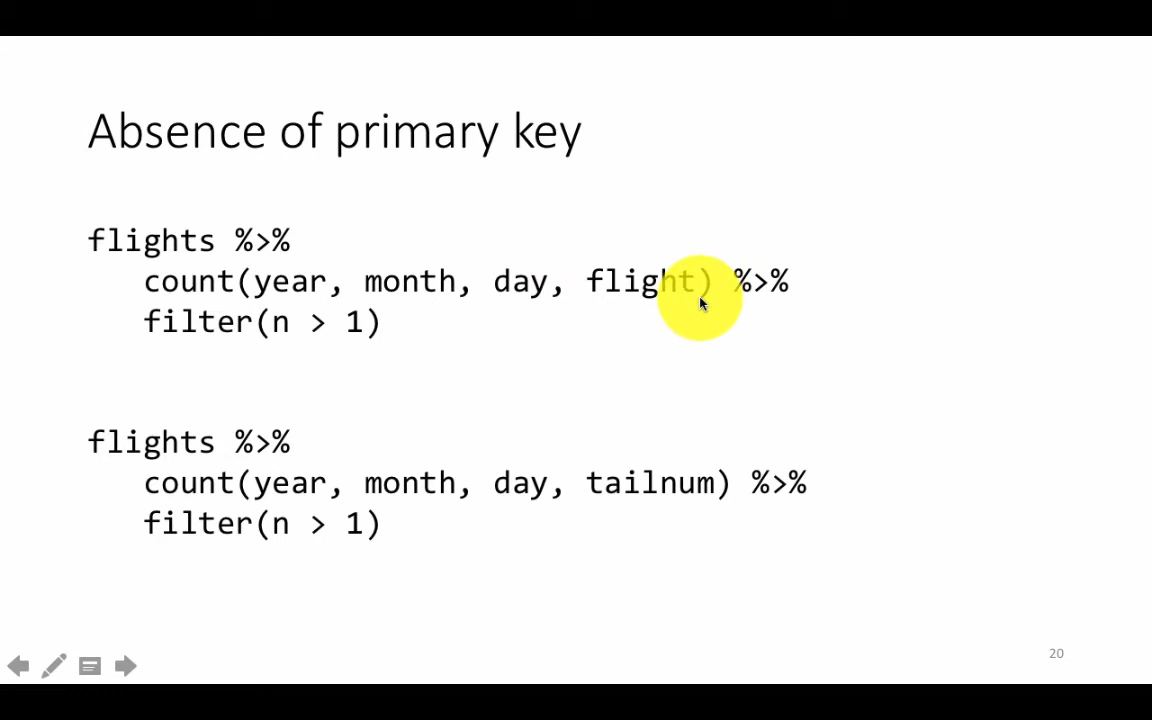 Absence of primary key
flights %>%
count(year, month, day, flight) %>%
filter(n > 1)
flights %>%
count(year, month, day, tailnum) %>%
filter(n > 1)
20